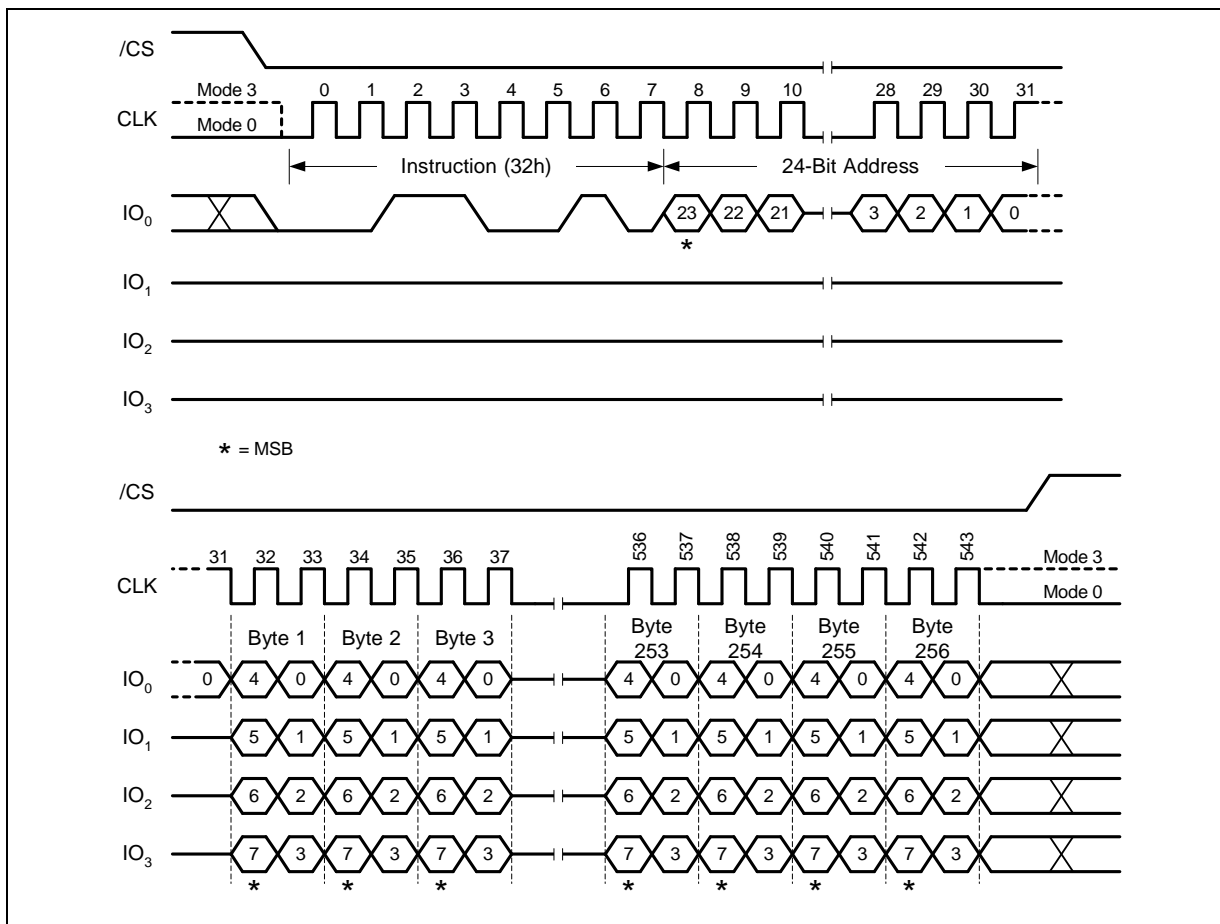 /CS
Mode 3 0 1 2 3 4 5 6 7 8 9 10 28 29 30 31
CLK
Mode 0
Instruction (32h) 24-Bit Address
IO0 23 22 21 3 2 1 0
*
IO1
IO2
IO3
* = MSB
/CS
31 32 33 34 35 36 37 536 537 538 539 540 541 542 543 Mode 3
CLK
Mode 0
Byte 1 Byte 2 Byte 3 Byte 253 Byte 254 Byte 255 Byte 256
IO0 0 4 0 4 0 4 0 4 0 4 0 4 0 4 0
IO1 5 1 5 1 5 1 5 1 5 1 5 1 5 1
IO2 6 2 6 2 6 2 6 2 6 2 6 2 6 2
IO3 7 3 7 3 7 3 7 3 7 3 7 3 7 3
* * * * * * *